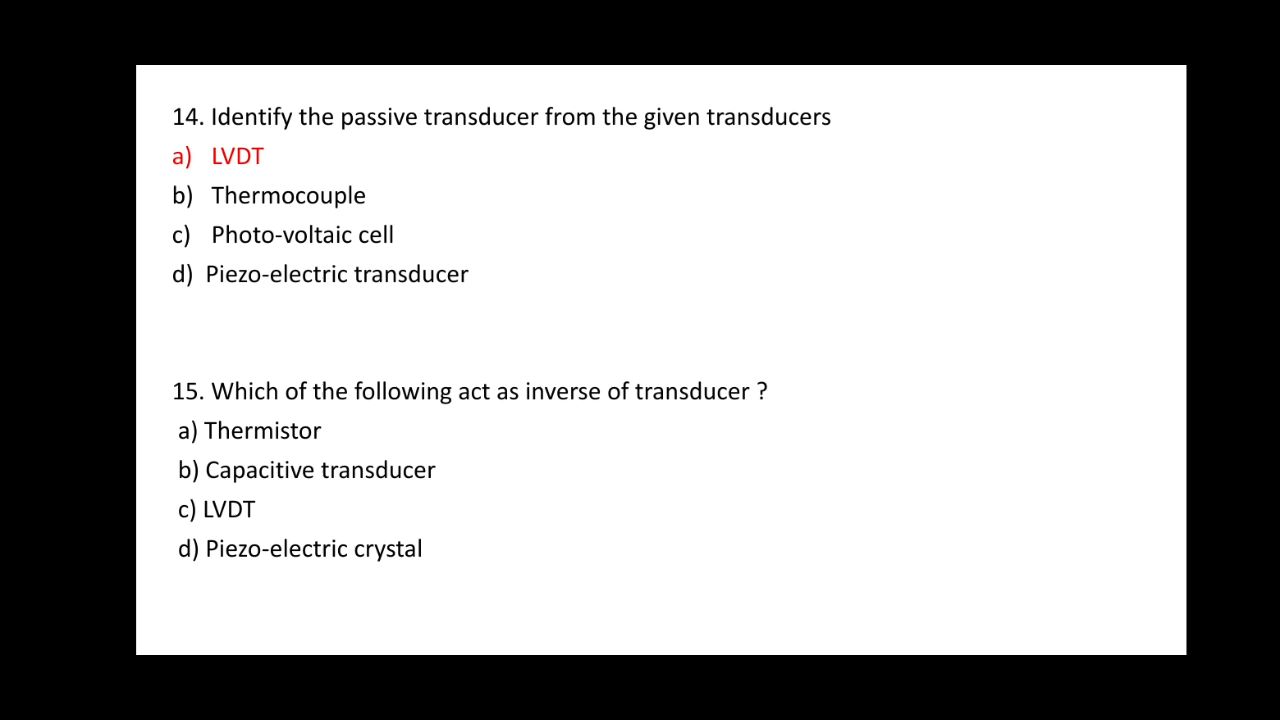 14. Identify the passive transducer from the given transducers
a) LVDT
b) Thermocouple
c) Photo-voltaic cell
d) Piezo-electric transducer
15. Which of the following act as inverse of transducer ?
a) Thermistor
b) Capacitive transducer
c) LVDT
d) Piezo-electric crystal